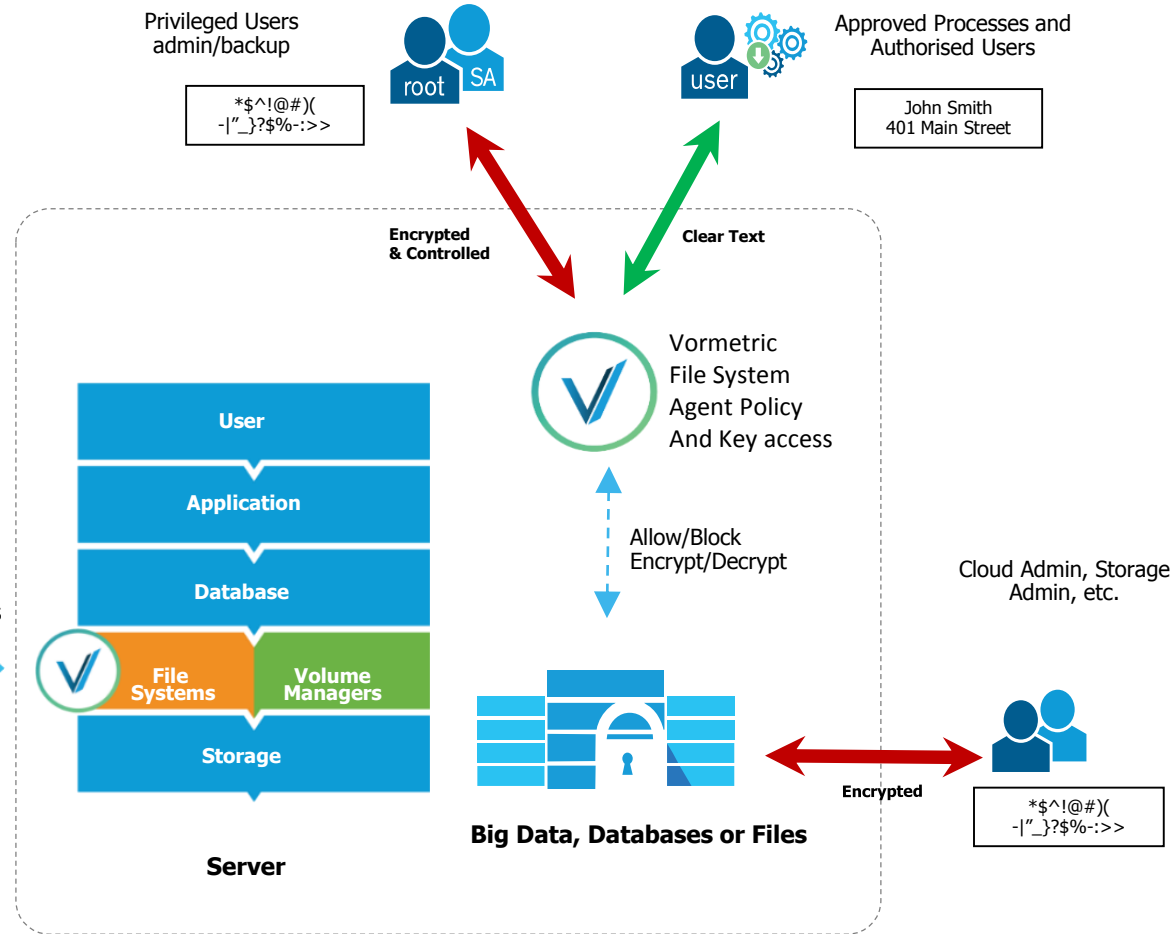 Privileged Users
admin/backup
*$^!@#)(
-|”_}?$%-:>>
root
SA
user
Approved Processes and
Authorised Users
John Smith
401 Main Street
Encrypted
& Controlled
Clear Text
Vormetric
File System
Agent Policy
And Key access
User
Application
Database
File
Systems
Volume
Managers
Storage
Server
Allow/Block
Encrypt/Decrypt
Big Data, Databases or Files
Cloud Admin, Storage
Admin, etc.
Encrypted
*$^!@#)(
-|”_}?$%-:>>